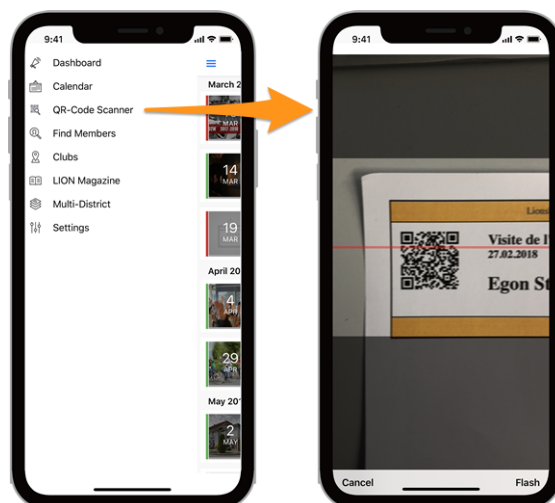 9:41
Dashboard
Calendar
QR-Code Scanner
Find Members
Clubs
LION Magazine
Multi-District
Settings
March 2
MAR
14
MAR
19
MAR
April 20
4
APR
29
APR
May 201
2
MAY
9:41
Lions
Visite de l'
27.02.2018
Egon St
Cancel
Flash